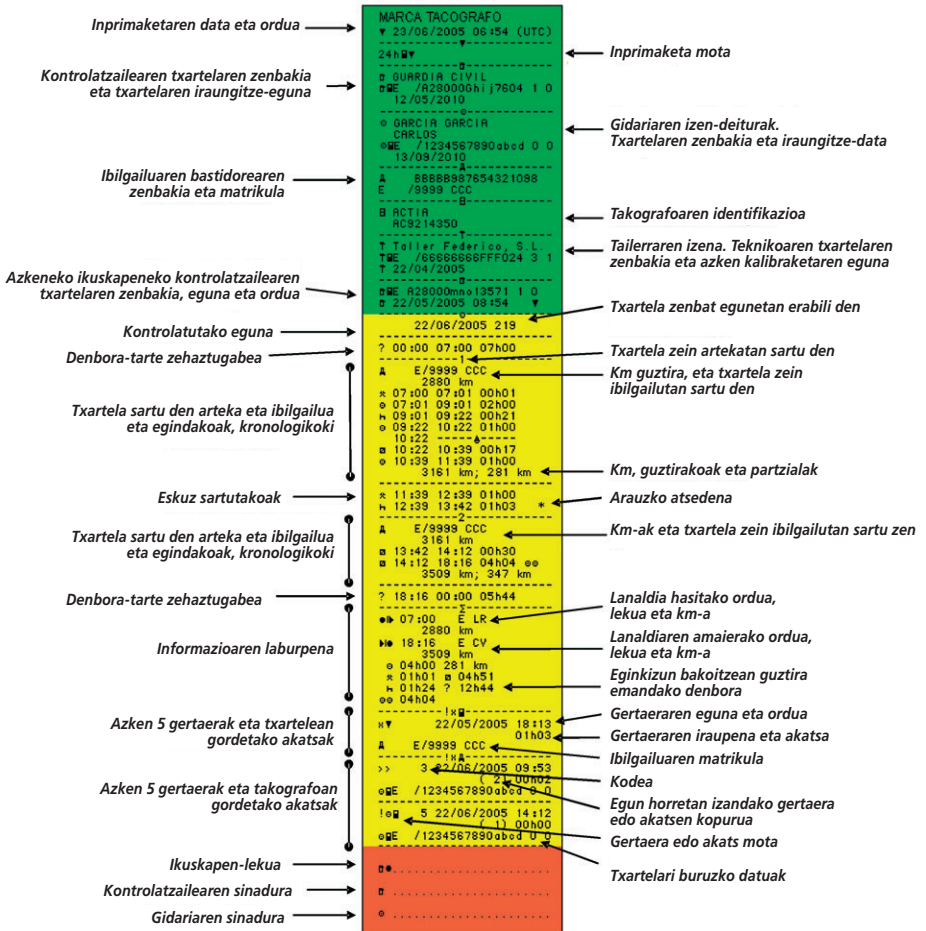 Inprimaketaren data eta ordua
Kontrolatzailearen txartelaren zenbakia
eta txartelaren iraungitze-eguna
Ibilgailuaren bastidorearen
zenbakia eta matrikula
Azkeneko ikuskapeneko kontrolatzailearen
txartelaren zenbakia, eguna eta ordua
Kontrolatutako eguna
Denbora-tarte zehaztugabea
Txartela sartu den arteka eta ibilgailua
eta egindakoak, kronologikoki
Eskuz sartutakoak
Txartela sartu den arteka eta ibilgailua
eta egindakoak, kronologikoki
Denbora-tarte zehaztugabea
Informazioaren laburpena
Azken 5 gertaerak eta txartelean
gordetako akatsak
Azken 5 gertaerak eta takografoan
gordetako akatsak
Ikuskapen-lekua
Kontrolatzailearen sinadura
Gidariaren sinadura
MARCA TACOGRAFO
▼ 23/06/2005 06:54 (UTC)
24h▼
GUARDIA CIVIL
E /A28000Ghij7604 1 0
12/05/2010
GARCIA GARCIA
CARLOS
E /1234567890abcd 0 0
13/09/2010
A BBBBB987654321098
E /9999 CCC
ACTIA
AC9214350
T Taller Federico, S.L.
TE /66666666FFF024 3 1
T 22/04/2005
E A28000mno13571 1 0
22/05/2005 08:54 ▼
22/06/2005 219
? 00:00 07:00 07h00
1
A E/9999 CCC
2880 km
07:00 07:01 00h01
07:01 09:01 02h00
09:01 09:22 00h21
09:22 10:22 01h00
10:22
10:22 10:39 00h17
10:39 11:39 01h00
3161 km; 281 km
11:39 12:39 01h00
12:39 13:42 01h03 *
2
A E/9999 CCC
3161 km
13:42 14:12 00h30
14:12 18:16 04h04
3509 km; 347 km
? 18:16 00:00 05h44
Σ
07:00 E LR
2880 km
18:16 E CY
3509 km
04h00 281 km
01h01 04h51
01h24 ? 12h44
04h04
!x
x▼ 22/05/2005 18:13
01h03
A E/9999 CCC
!xA
>> 3 22/06/2005 09:53
( 2) 00h02
E /1234567890abcd 0 0
! 5 22/06/2005 14:12
( 1) 00h00
E /1234567890abcd 0 0
Inprimaketa mota
Gidariaren izen-deiturak.
Txartelaren zenbakia eta iraungitze-data
Takografoaren identifikazioa
Tailerraren izena. Teknikoaren txartelaren
zenbakia eta azken kalibraketaren eguna
Txartela zenbat egunetan erabili den
Txartela zein artekatan sartu den
Km guztira, eta txartela zein
ibilgailutan sartu den
Km, guztirakoak eta partzialak
Arauzko atsedena
Km-ak eta txartela zein ibilgailutan sartu zen
Lanaldia hasitako ordua,
lekua eta km-a
Lanaldiaren amaierako ordua,
lekua eta km-a
Eginkizun bakoitzean guztira
emandako denbora
Gertaeraren eguna eta ordua
Gertaeraren iraupena eta akatsa
Ibilgailuaren matrikula
Kodea
Egun horretan izandako gertaera
edo akatsen kopurua
Gertaera edo akats mota
Txartelari buruzko datuak